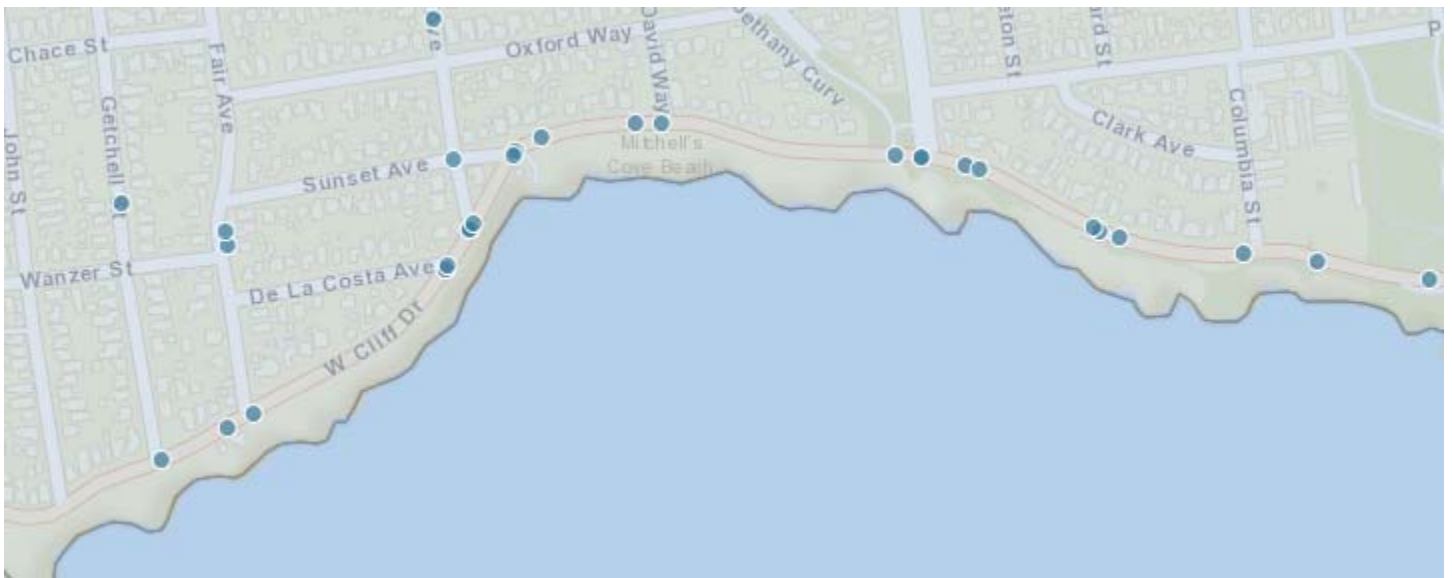 Chace St
Oxford Way
David Way
Bethany Curv
Fair Ave
Getchell St
John St
Clark Ave
Columbia St
Mitchell's
Cove Beach
Sunset Ave
Wanzer St
De La Costa Ave
W Cliff Dr